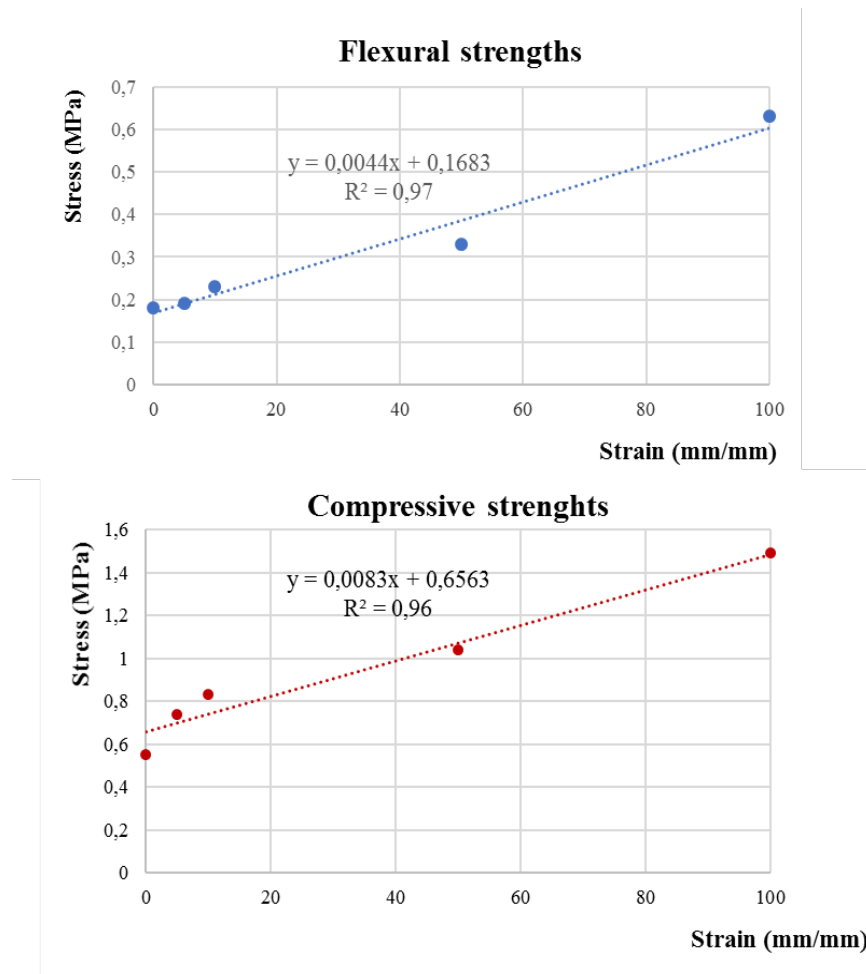 Flexural strengths
Stress (MPa)
0,7
0,6
0,5
0,4
0,3
0,2
0,1
0
y = 0,0044x + 0,1683
R² = 0,97
0 20 40 60 80 100
Strain (mm/mm)
Compressive strenghts
Stress (MPa)
1,6
1,4
1,2
1
0,8
0,6
0,4
0,2
0
y = 0,0083x + 0,6563
R² = 0,96
0 20 40 60 80 100
Strain (mm/mm)